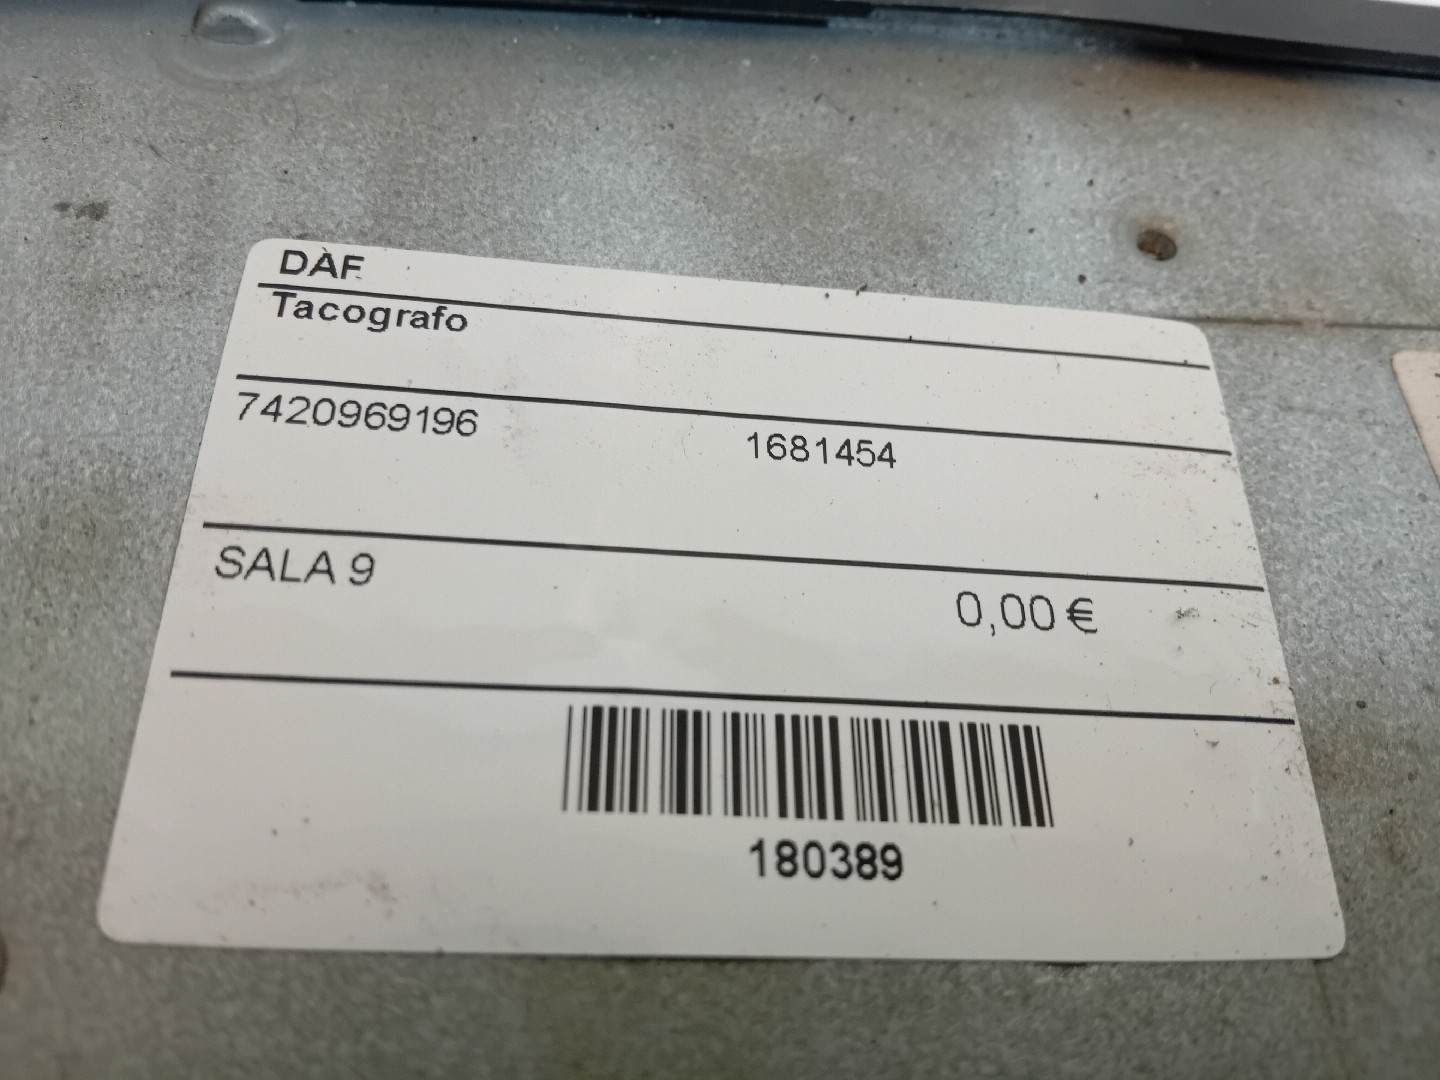 DAF
Tacografo
7420969196 1681454
SALA 9 0,00 €
180389